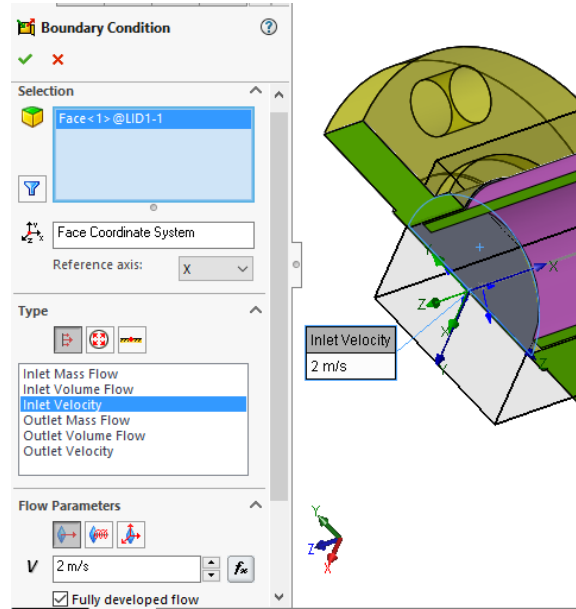 Boundary Condition
Selection
Face<1>@LID1-1
Face Coordinate System
Reference axis: X
Type
Inlet Mass Flow
Inlet Volume Flow
Inlet Velocity
Outlet Mass Flow
Outlet Volume Flow
Outlet Velocity
Flow Parameters
V 2 m/s
Fully developed flow
Inlet Velocity
2 m/s
X
Z
X
Y
Z
Y
Z
X